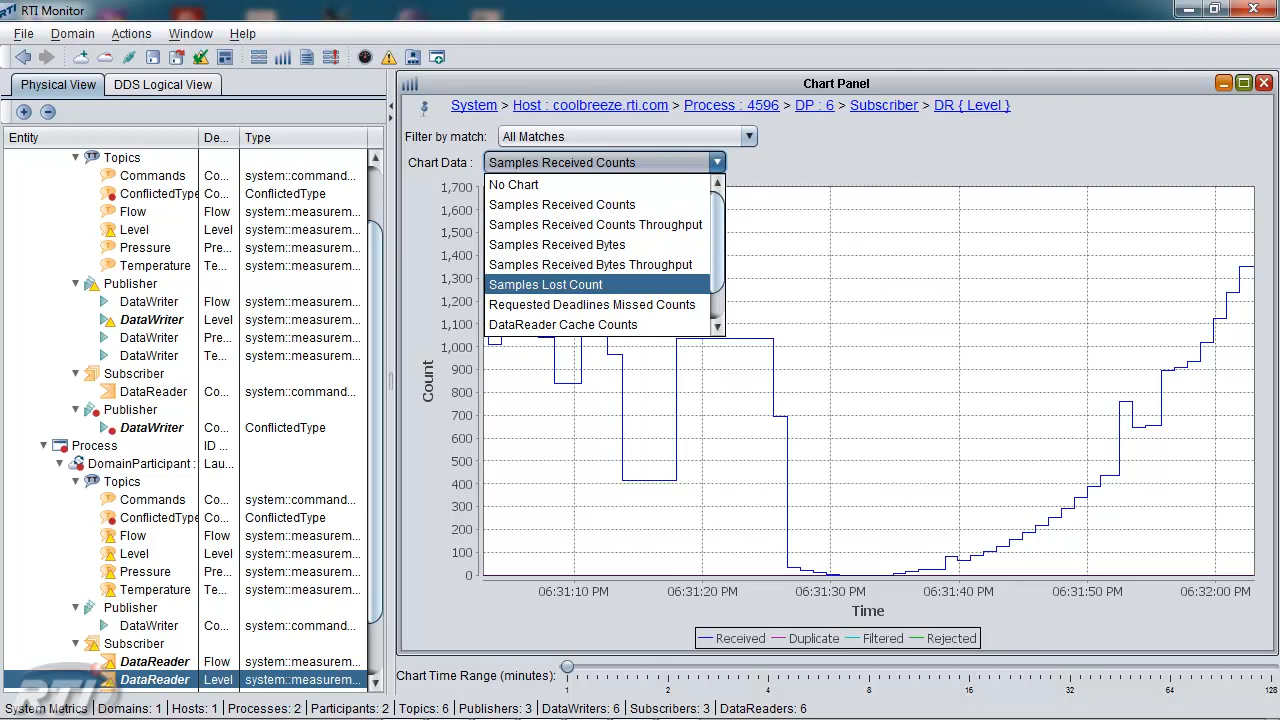 RTI Monitor
File Domain Actions Window Help
Physical View DDS Logical View
Entity De... Type
Topics
Commands Co... system::command...
ConflictedType Co... ConflictedType
Flow Flow system::measurem...
Level Level system::measurem...
Pressure Pre... system::measurem...
Temperature Te... system::measurem...
Publisher
DataWriter Flow system::measurem...
DataWriter Level system::measurem...
DataWriter Pre... system::measurem...
DataWriter Te... system::measurem...
Subscriber
DataReader Co... system::command...
Publisher
DataWriter Co... ConflictedType
Process ID ...
DomainParticipant : Lau...
Topics
Commands Co... system::command...
ConflictedType Co... ConflictedType
Flow Flow system::measurem...
Level Level system::measurem...
Pressure Pre... system::measurem...
Temperature Te... system::measurem...
Publisher
DataWriter Co... system::command...
Subscriber
DataReader Flow system::measurem...
DataReader Level system::measurem...
RTI
Chart Panel
System > Host : coolbreeze.rti.com > Process : 4596 > DP : 6 > Subscriber > DR { Level }
Filter by match: All Matches
Chart Data : Samples Received Counts
No Chart
Samples Received Counts
Samples Received Counts Throughput
Samples Received Bytes
Samples Received Bytes Throughput
Samples Lost Count
Requested Deadlines Missed Counts
DataReader Cache Counts
1,700
1,600
1,500
1,400
1,300
1,200
1,100
1,000
900
800
700
600
500
400
300
200
100
0
Count
06:31:10 PM 06:31:20 PM 06:31:30 PM 06:31:40 PM 06:31:50 PM 06:32:00 PM
Time
Received Duplicate Filtered Rejected
Chart Time Range (minutes):
1 2 4 8 16 32 64 128
System Metrics Domains: 1 Hosts: 1 Processes: 2 Participants: 2 Topics: 6 Publishers: 3 DataWriters: 6 Subscribers: 3 DataReaders: 6